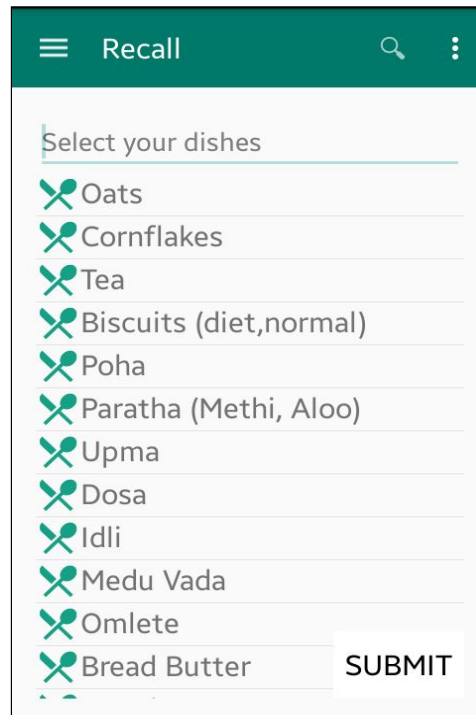 Recall
Select your dishes
Oats
Cornflakes
Tea
Biscuits (diet,normal)
Poha
Paratha (Methi, Aloo)
Upma
Dosa
Idli
Medu Vada
Omlete
Bread Butter
SUBMIT